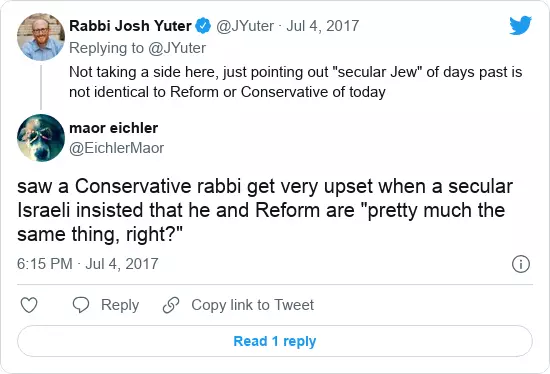 Rabbi Josh Yuter @JYuter · Jul 4, 2017
Replying to @JYuter
Not taking a side here, just pointing out "secular Jew" of days past is
not identical to Reform or Conservative of today
maor eichler
@EichlerMaor
saw a Conservative rabbi get very upset when a secular
Israeli insisted that he and Reform are "pretty much the
same thing, right?"
6:15 PM · Jul 4, 2017
Reply Copy link to Tweet
Read 1 reply